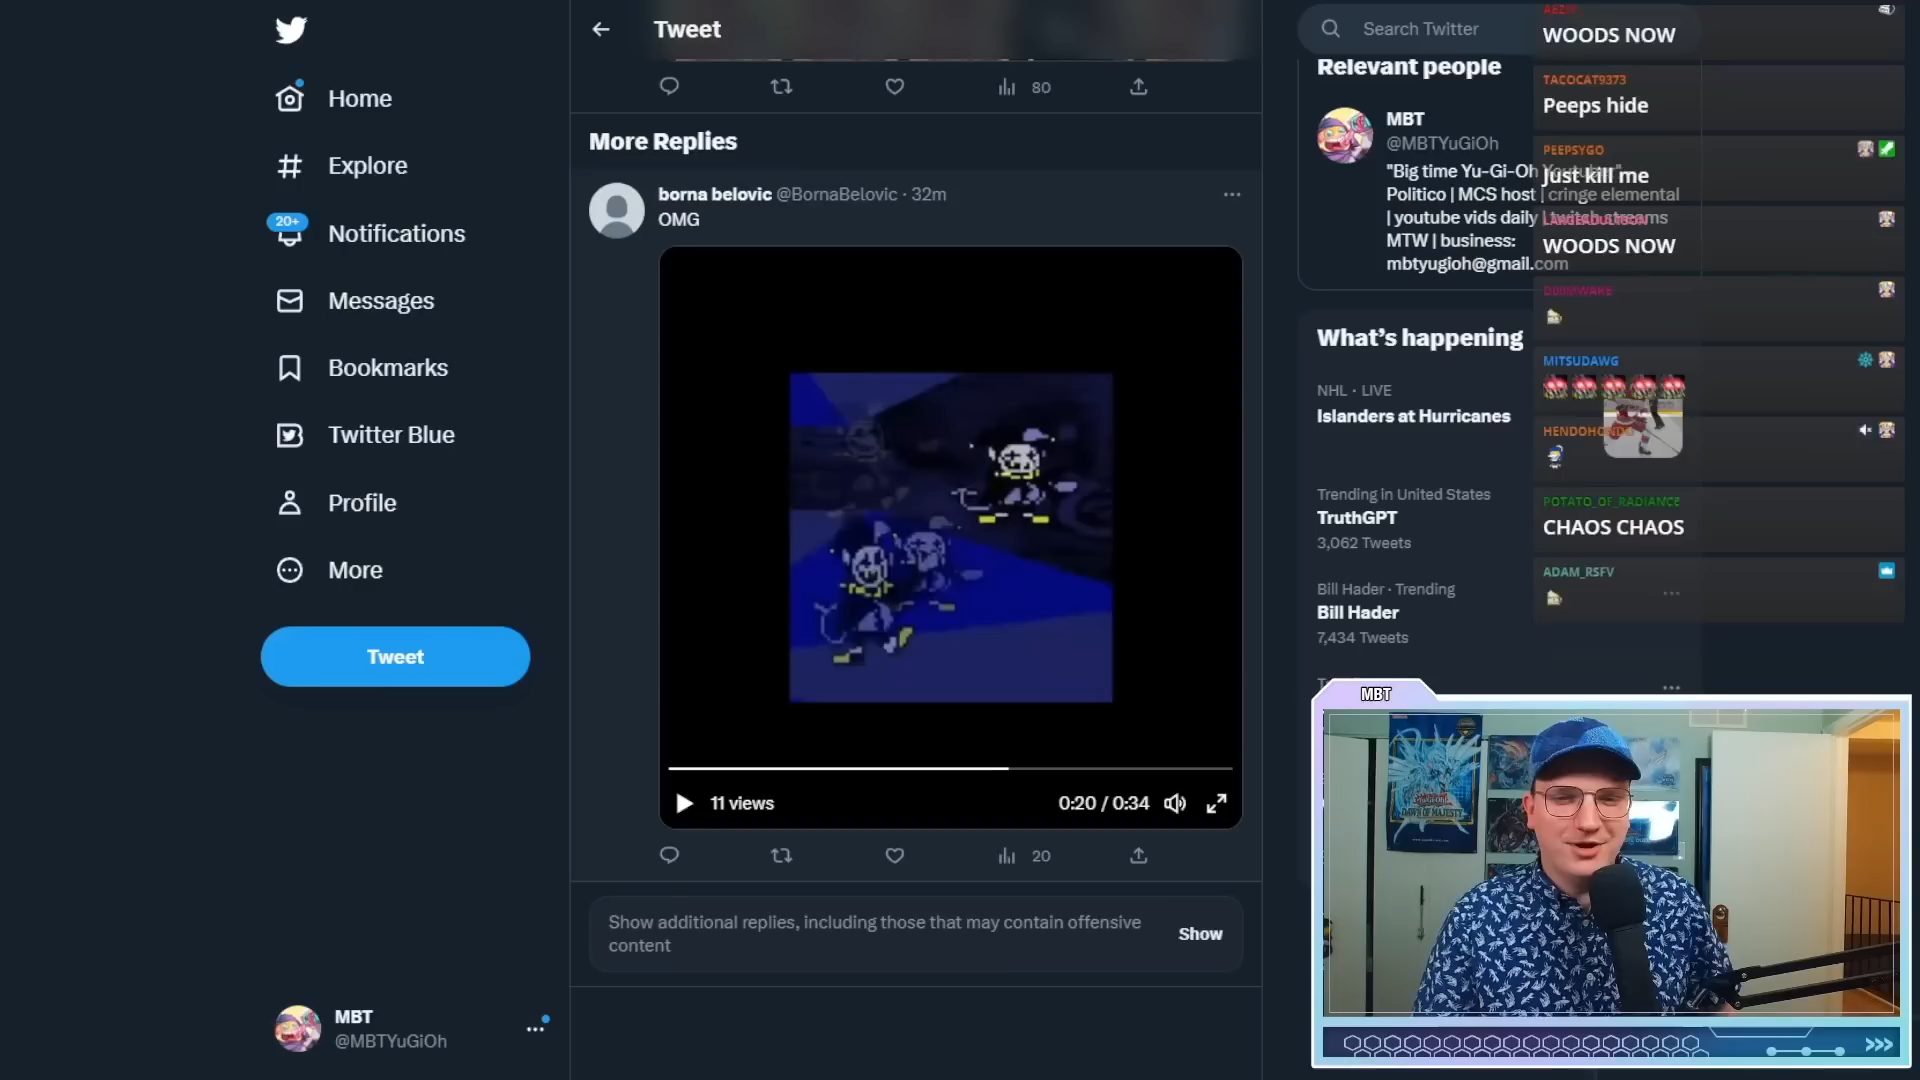 Home
Explore
20+
Notifications
Messages
Bookmarks
Twitter Blue
Profile
More
Tweet
MBT
@MBTYuGiOh
Tweet
80
More Replies
borna belovic @BornaBelovic · 32m
OMG
11 views
0:20 / 0:34
20
Show additional replies, including those that may contain offensive
content
Show
Search Twitter
Relevant people
MBT
@MBTYuGiOh
"Big time Yu-Gi-Oh Youtuber"
Politico | MCS host | cringe elemental
| youtube vids daily | twitch streams
MTW | business:
mbtyugioh@gmail.com
What's happening
NHL · LIVE
Islanders at Hurricanes
Trending in United States
TruthGPT
3,062 Tweets
Bill Hader · Trending
Bill Hader
7,434 Tweets
WOODS NOW
TACOCAT9373
Peeps hide
PEEPSYGO
just kill me
WOODS NOW
MITSUDAWG
POTATO_OF_RADIANCE
CHAOS CHAOS
ADAM_RSFV
MBT
DAWN OF MAJESTY